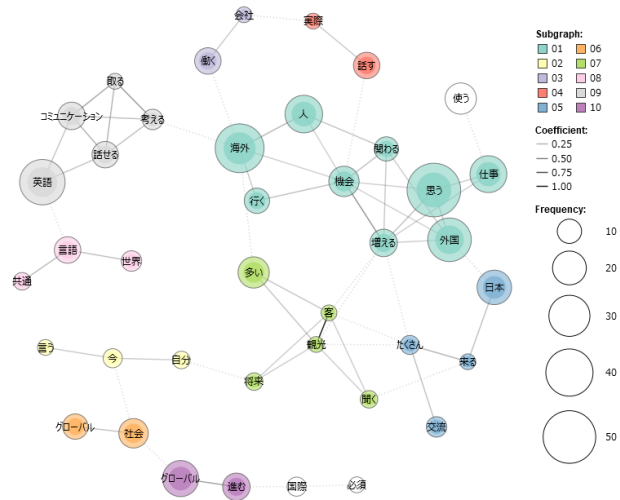 会社
実際
働く
話す
取る
コミュニケーション
考える
話せる
英語
使う
人
海外
関わる
機会
思う
仕事
行く
増える
外国
言語
世界
共通
多い
日本
客
観光
たくさん
来る
言う
今
自分
将来
聞く
交流
グローバル
社会
グローバル
進む
国際
必須
Subgraph:
01 06
02 07
03 08
04 09
05 10
Coefficient:
0.25
0.50
0.75
1.00
Frequency:
10
20
30
40
50